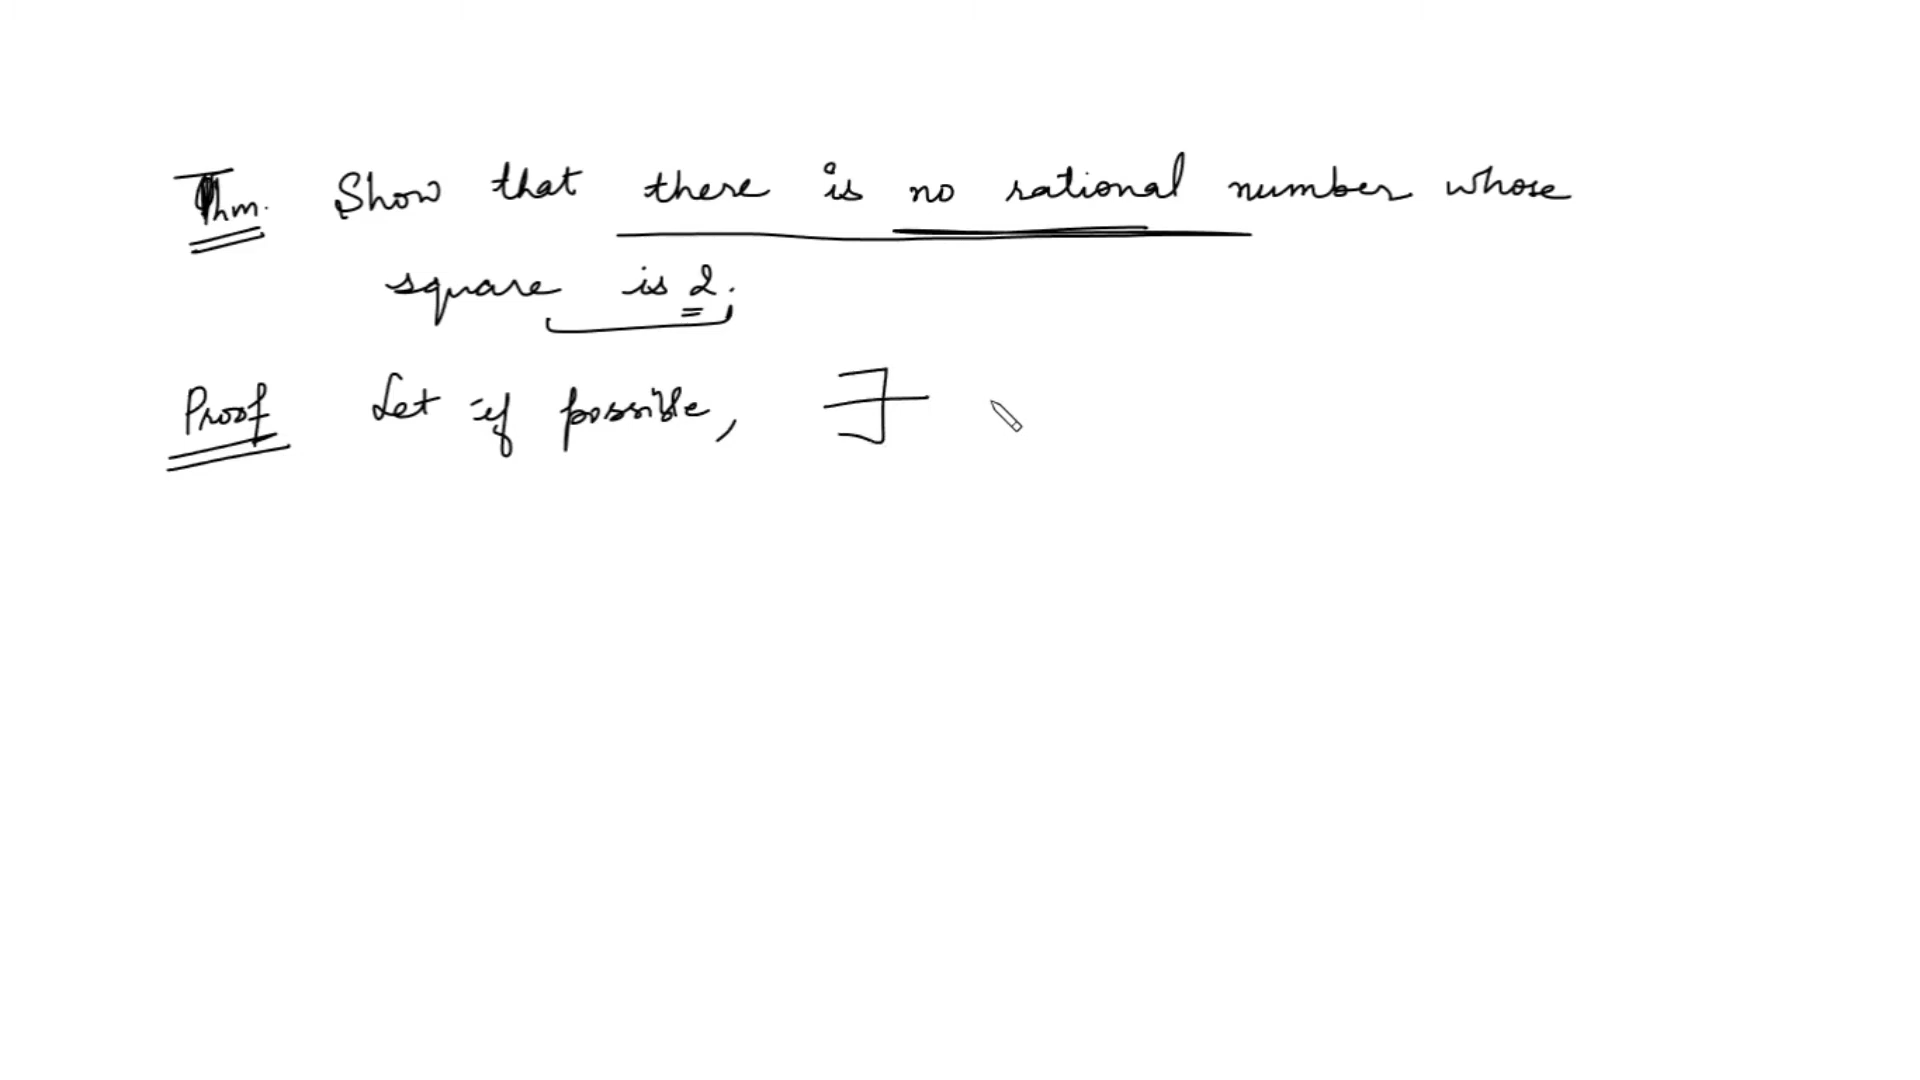 Thm. Show that there is no rational number whose
square is 2.
Proof Let if possible, ∃